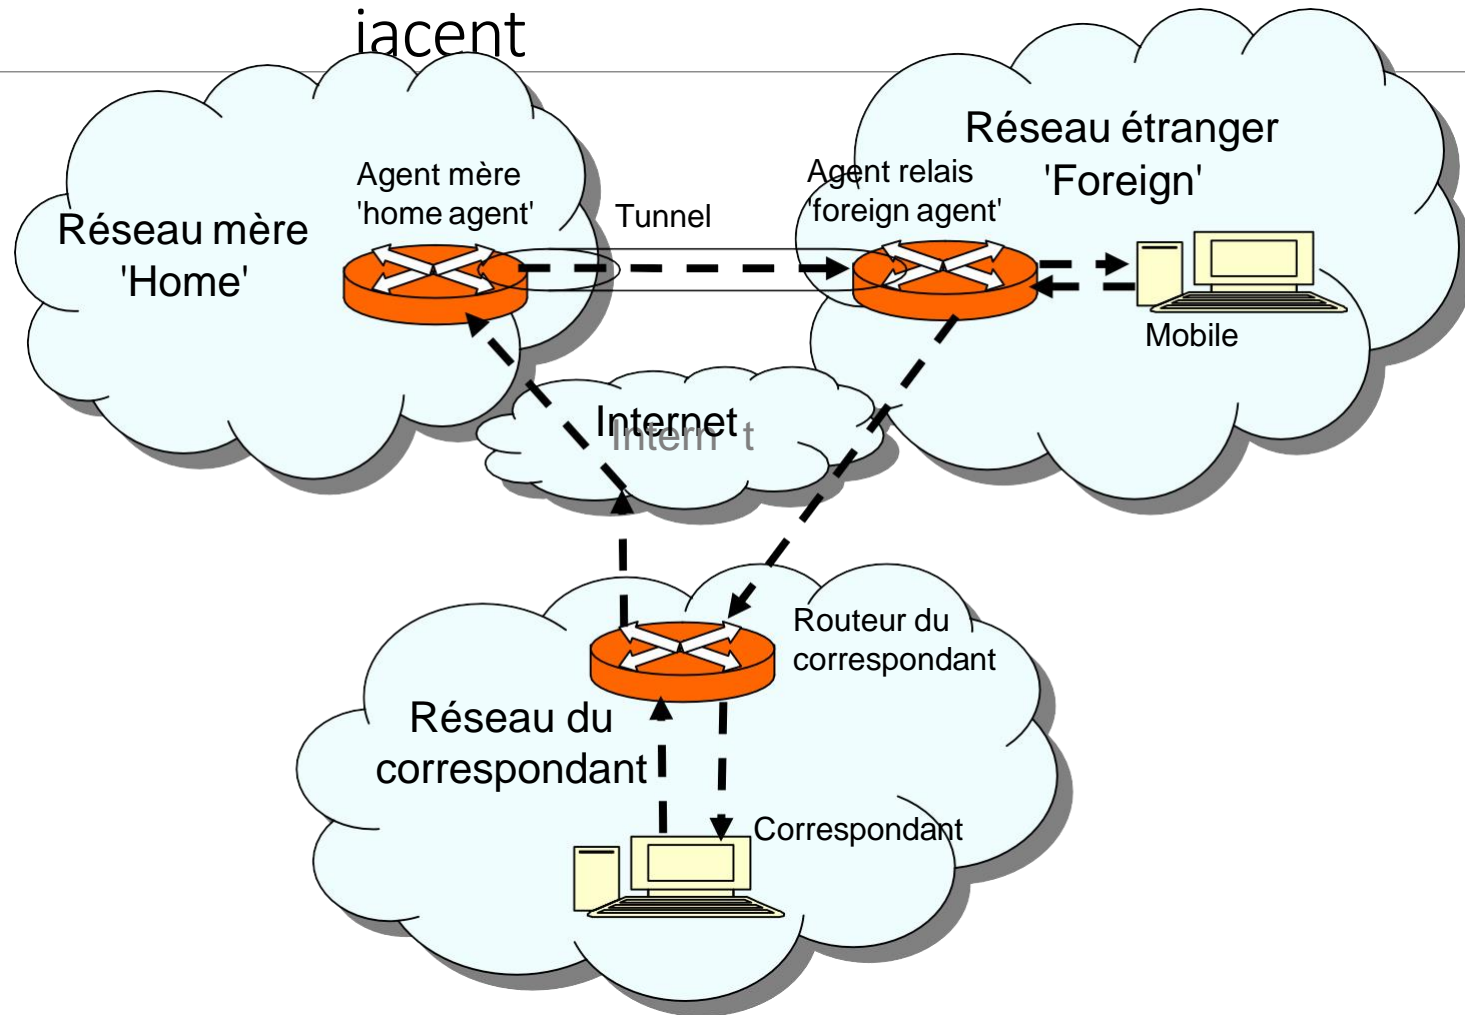 jacent
Réseau étranger
'Foreign'
Agent mère
'home agent'
Agent relais
'foreign agent'
Tunnel
Réseau mère
'Home'
Mobile
Internet
Routeur du
correspondant
Réseau du
correspondant
Correspondant